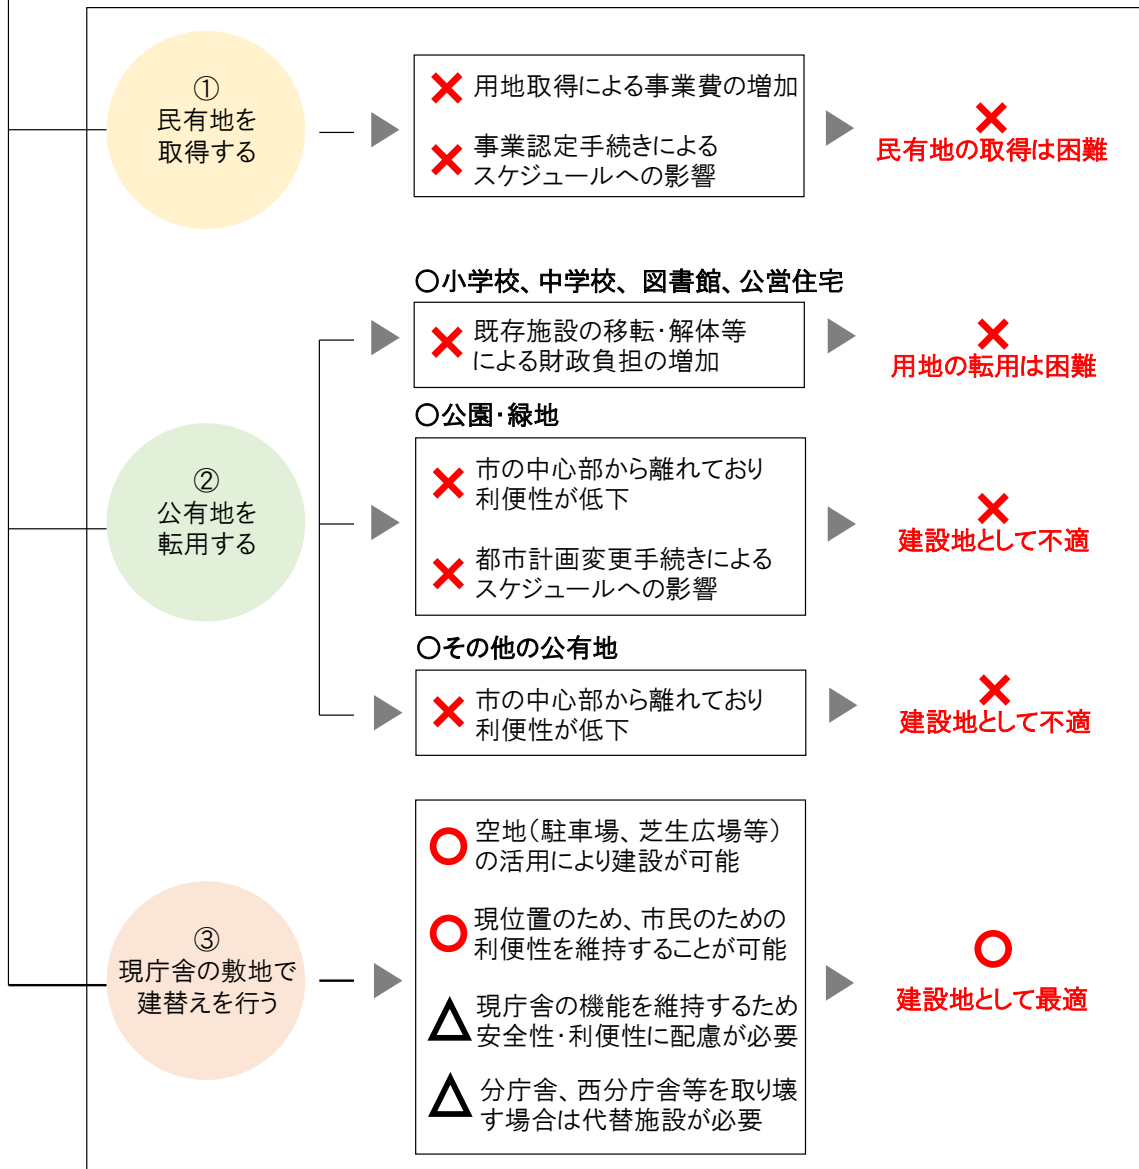 ①
民有地を
取得する
× 用地取得による事業費の増加
× 事業認定手続きによる
スケジュールへの影響
×
民有地の取得は困難
②
公有地を
転用する
○小学校、中学校、図書館、公営住宅
× 既存施設の移転・解体等
による財政負担の増加
×
用地の転用は困難
○公園・緑地
× 市の中心部から離れており
利便性が低下
× 都市計画変更手続きによる
スケジュールへの影響
×
建設地として不適
○その他の公有地
× 市の中心部から離れており
利便性が低下
×
建設地として不適
③
現庁舎の敷地で
建替えを行う
○ 空地(駐車場、芝生広場等)
の活用により建設が可能
○ 現位置のため、市民のための
利便性を維持することが可能
△ 現庁舎の機能を維持するため
安全性・利便性に配慮が必要
△ 分庁舎、西分庁舎等を取り壊
す場合は代替施設が必要
○
建設地として最適